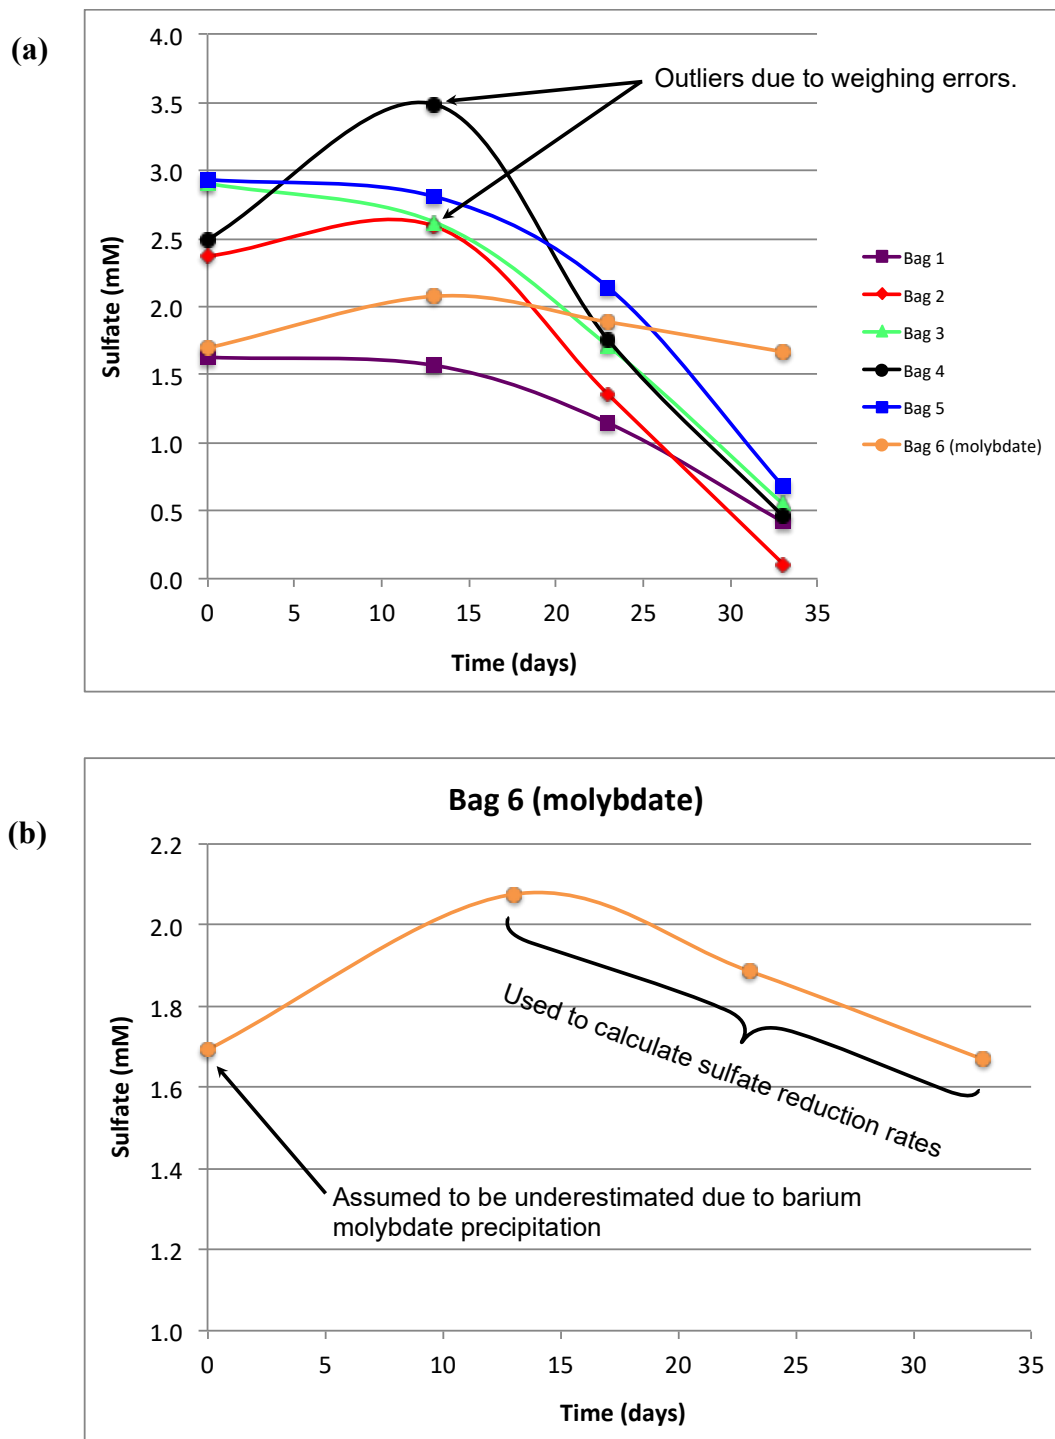 (a)
4.0
3.5
3.0
2.5
2.0
1.5
1.0
0.5
0.0
Sulfate (mM)
Outliers due to weighing errors.
Bag 1
Bag 2
Bag 3
Bag 4
Bag 5
Bag 6 (molybdate)
0 5 10 15 20 25 30 35
Time (days)
(b)
Bag 6 (molybdate)
2.2
2.0
1.8
1.6
1.4
1.2
1.0
Sulfate (mM)
Used to calculate sulfate reduction rates
Assumed to be underestimated due to barium
molybdate precipitation
0 5 10 15 20 25 30 35
Time (days)